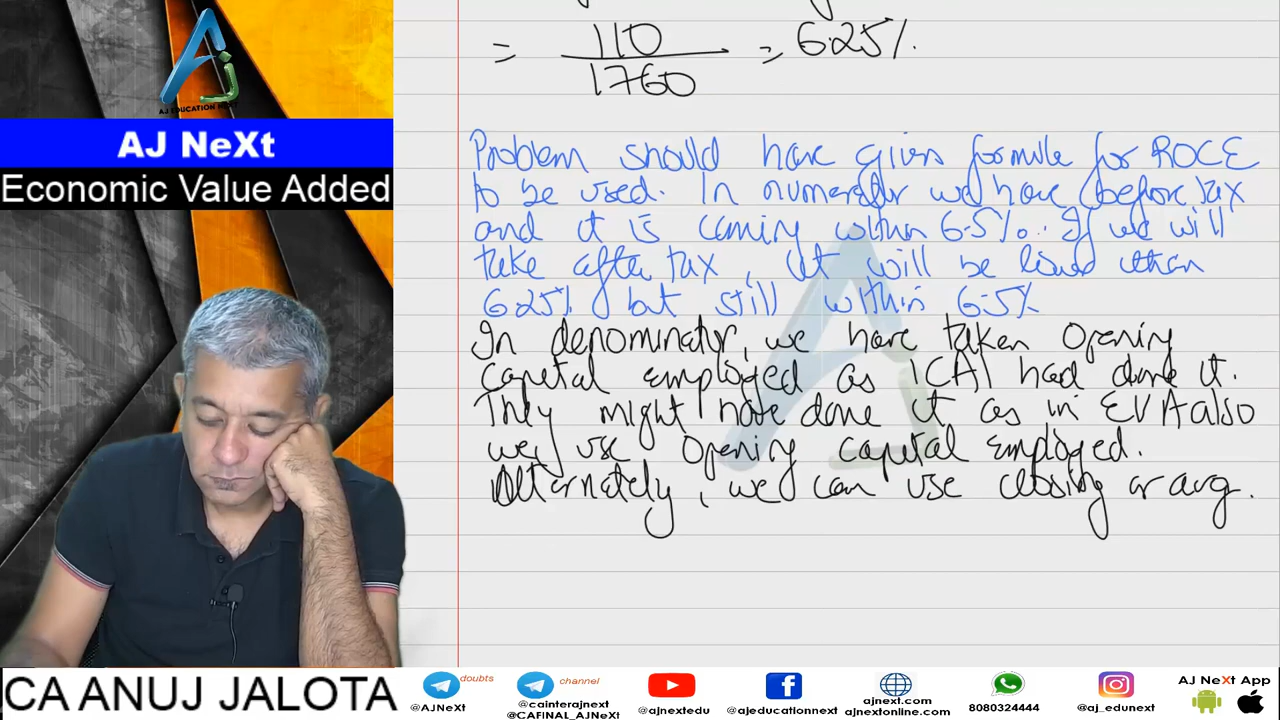 AJ EDUCATION NEXT
AJ NeXt
Economic Value Added
= 110 / 1760 = 6.25%.
Problem should have given formula for ROCE
to be used. In numerator we have before tax
and it is coming within 6.5%. If we will
take after tax, it will be lower than
6.25% but still within 6.5%
In denominator, we have taken Opening
capital employed as ICAI had done it.
They might have done it as in EVA also
we use opening capital employed.
Alternately, we can use closing or avg.
CA ANUJ JALOTA
doubts
@AJNeXt
channel
@cainterajnext
@CAFINAL_AJNeXt
@ajnextedu
@ajeducationnext
ajnext.com
ajnextonline.com
8080324444
@aj_edunext
AJ NeXt App